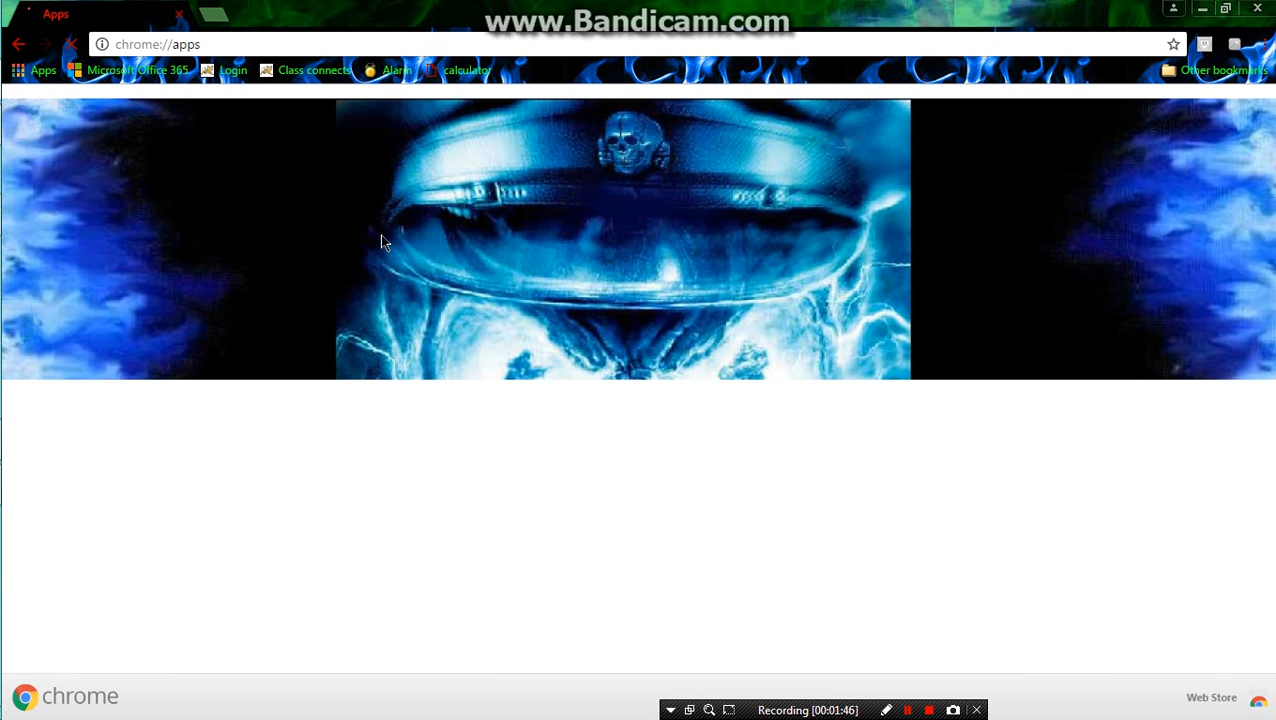 Apps
www.Bandicam.com
chrome://apps
Apps Microsoft Office 365 Login Class connects Alarm calculator Other bookmarks
chrome
Web Store
Recording [00:01:46]